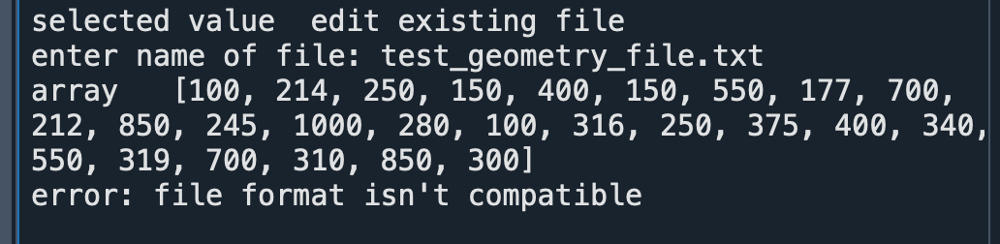 selected value  edit existing file
enter name of file: test_geometry_file.txt
array   [100, 214, 250, 150, 400, 150, 550, 177, 700,
212, 850, 245, 1000, 280, 100, 316, 250, 375, 400, 340,
550, 319, 700, 310, 850, 300]
error: file format isn't compatible